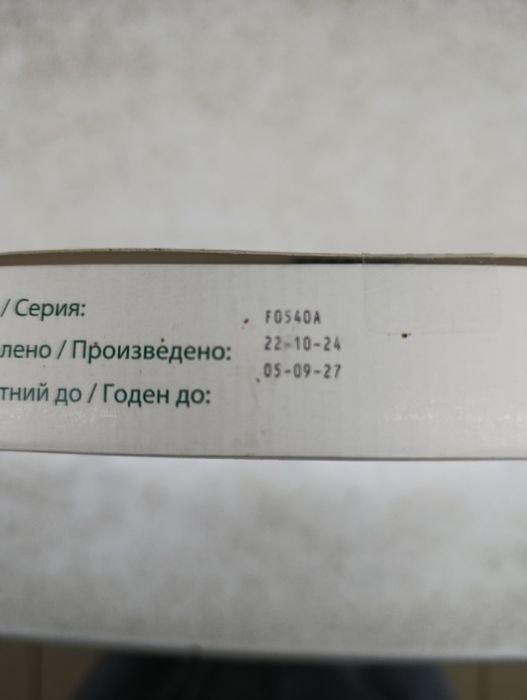 / Серия: F0540A
лено / Произведено: 22-10-24
тний до / Годен до: 05-09-27